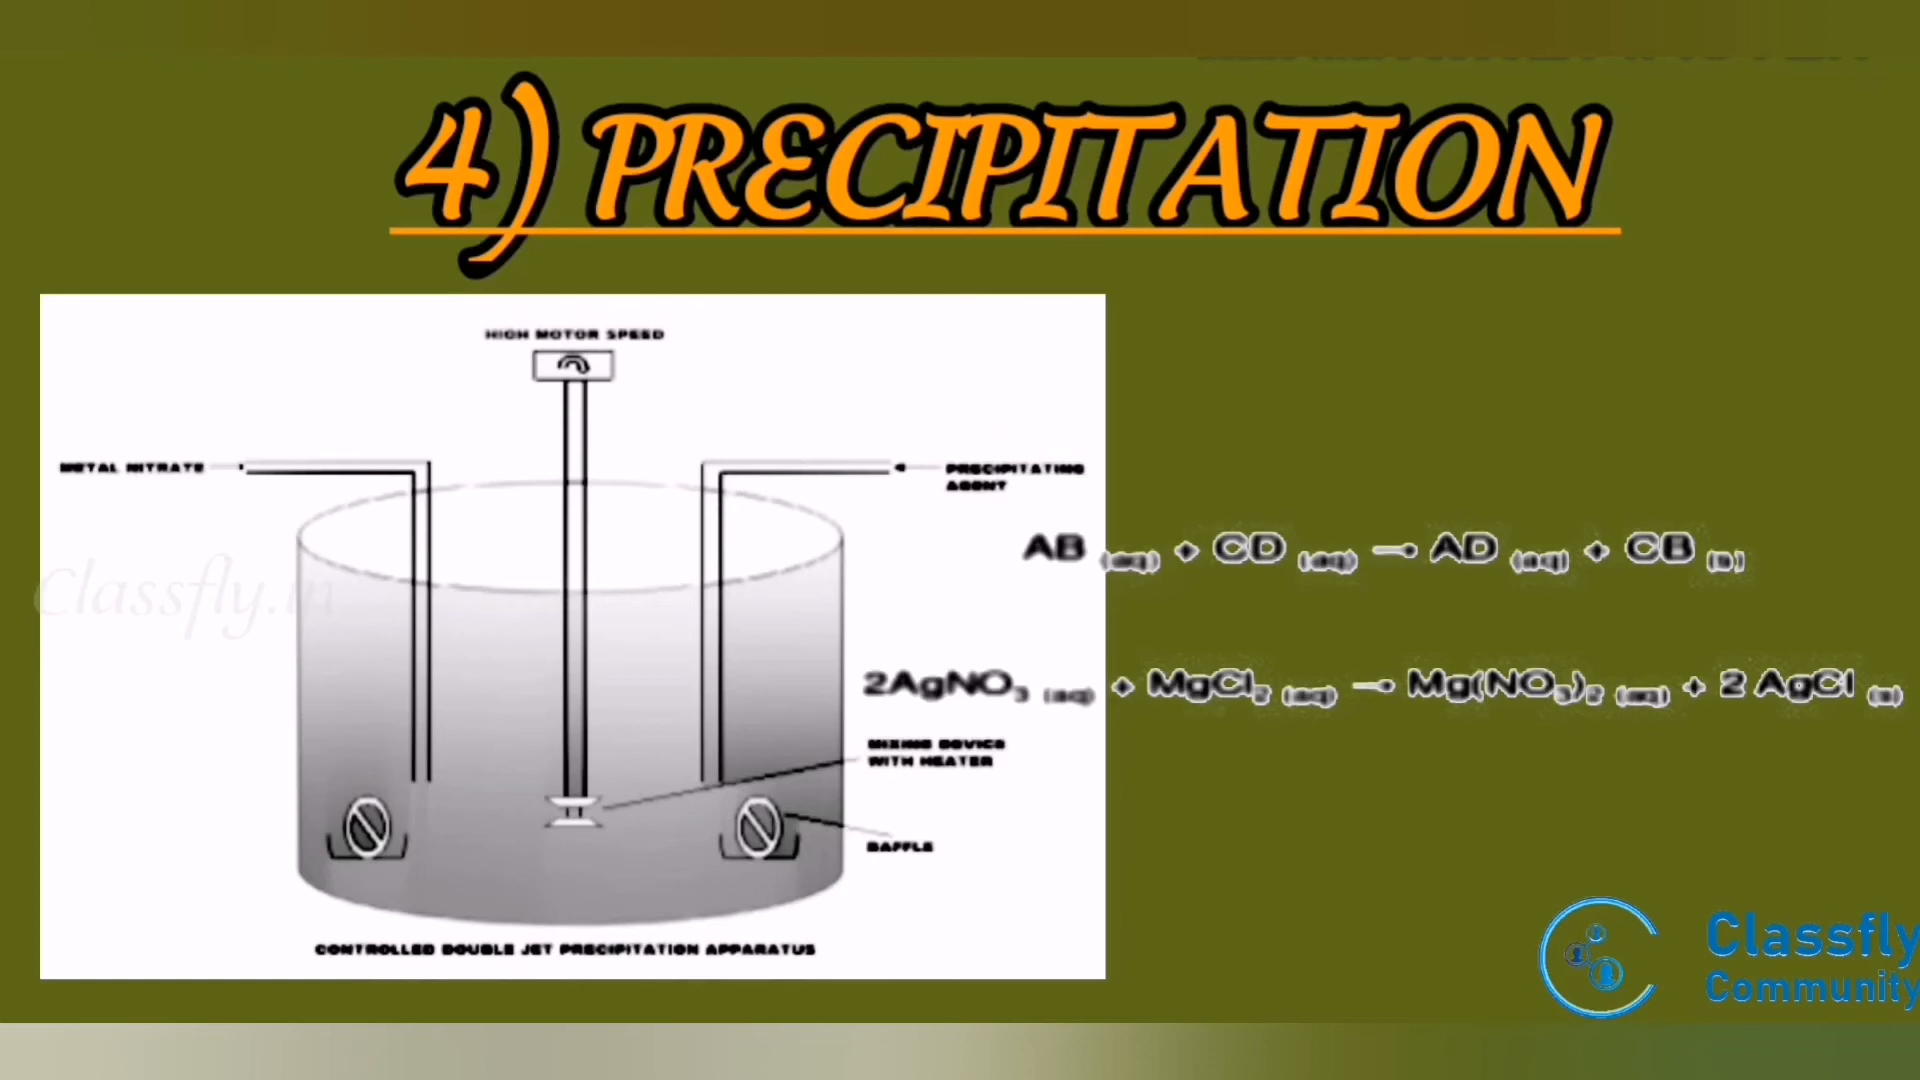 4) PRECIPITATION
HIGH MOTOR SPEED
METAL NITRATE
PRECIPITATING
AGENT
AB (aq) + CD (aq) → AD (aq) + CB (s)
Classfly.in
2AgNO₃ (aq) + MgCl₂ (aq) → Mg(NO₃)₂ (aq) + 2 AgCl (s)
MIXING DEVICE
WITH HEATER
BAFFLE
CONTROLLED DOUBLE JET PRECIPITATION APPARATUS
Classfly
Community